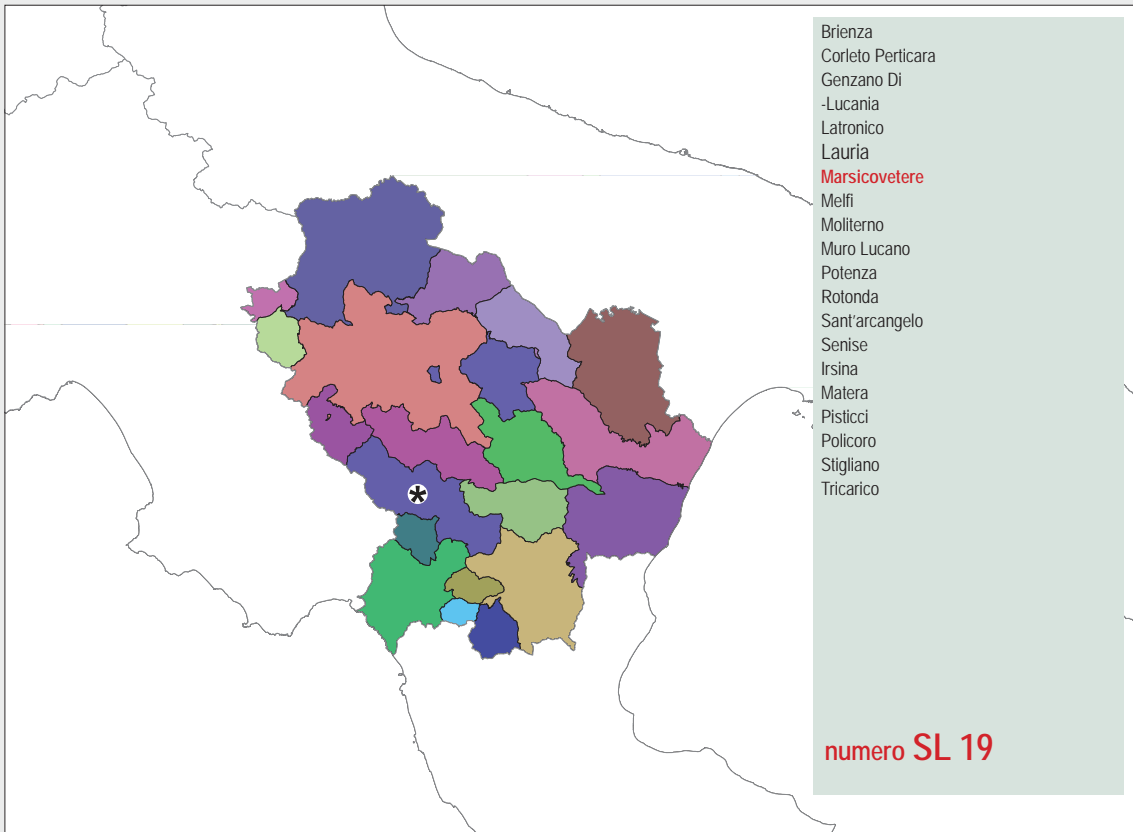 Brienza
Corleto Perticara
Genzano Di
-Lucania
Latronico
Lauria
Marsicovetere
Melfi
Moliterno
Muro Lucano
Potenza
Rotonda
Sant'arcangelo
Senise
Irsina
Matera
Pisticci
Policoro
Stigliano
Tricarico
numero SL 19